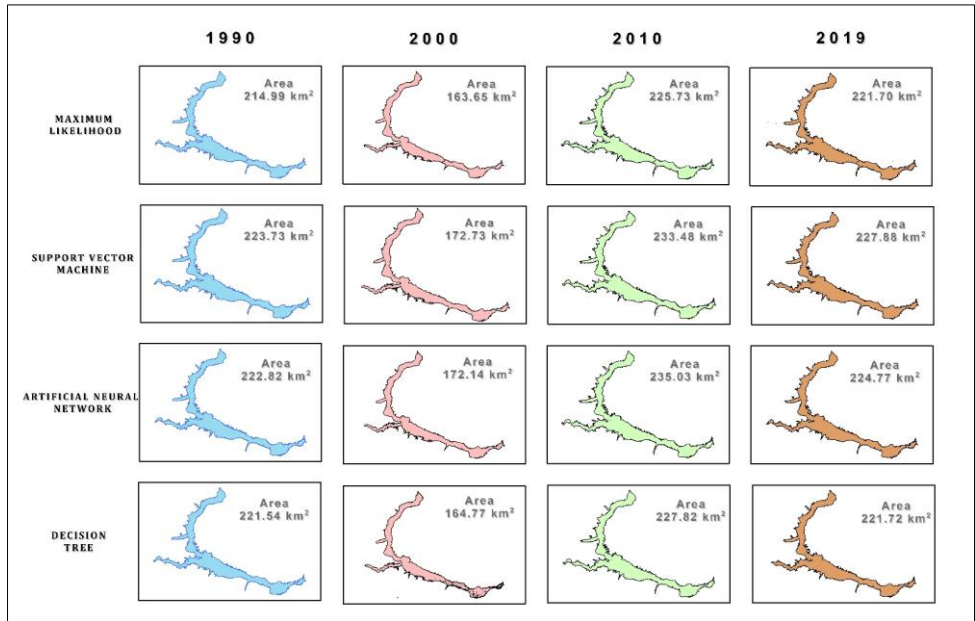 1990 2000 2010 2019
MAXIMUM
LIKELIHOOD
Area
214.99 km²
Area
163.65 km²
Area
225.73 km²
Area
221.70 km²
SUPPORT VECTOR
MACHINE
Area
223.73 km²
Area
172.73 km²
Area
233.48 km²
Area
227.88 km²
ARTIFICIAL NEURAL
NETWORK
Area
222.82 km²
Area
172.14 km²
Area
235.03 km²
Area
224.77 km²
DECISION
TREE
Area
221.54 km²
Area
164.77 km²
Area
227.82 km²
Area
221.72 km²